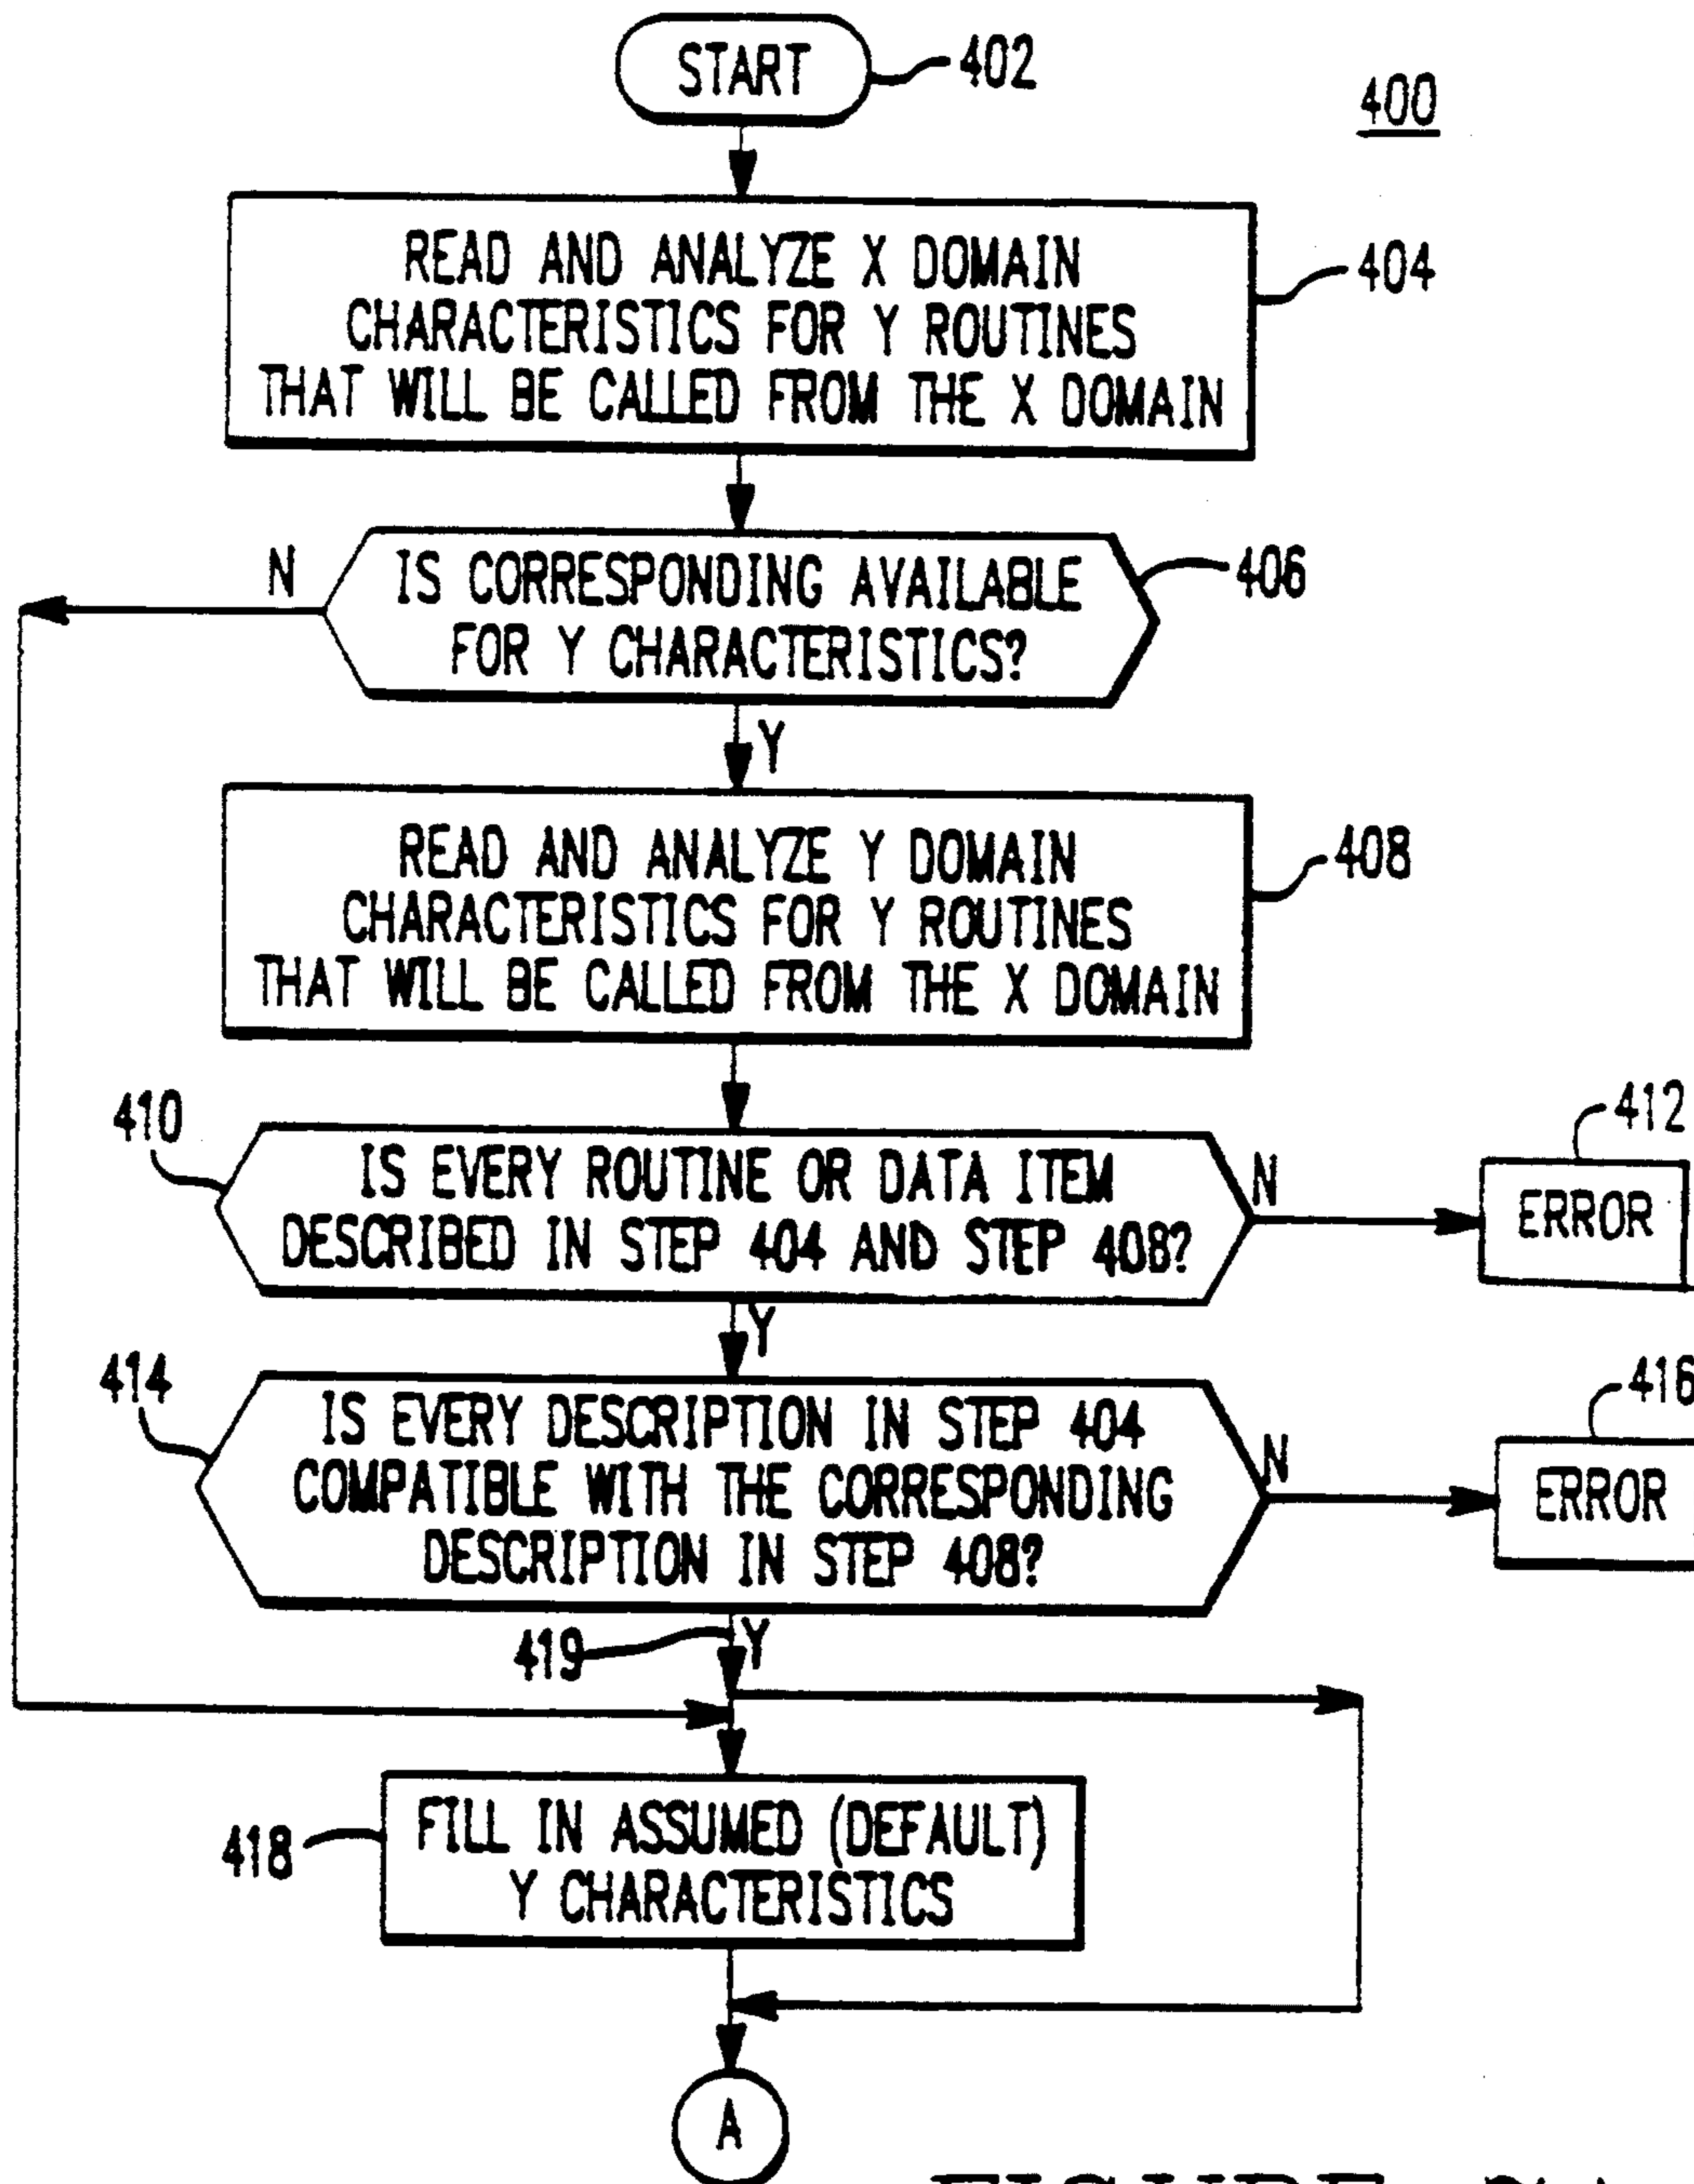 START
402
400
READ AND ANALYZE X DOMAIN
CHARACTERISTICS FOR Y ROUTINES
THAT WILL BE CALLED FROM THE X DOMAIN
404
N
IS CORRESPONDING AVAILABLE
FOR Y CHARACTERISTICS?
406
Y
READ AND ANALYZE Y DOMAIN
CHARACTERISTICS FOR Y ROUTINES
THAT WILL BE CALLED FROM THE X DOMAIN
408
410
IS EVERY ROUTINE OR DATA ITEM
DESCRIBED IN STEP 404 AND STEP 408?
N
412
ERROR
Y
414
IS EVERY DESCRIPTION IN STEP 404
COMPATIBLE WITH THE CORRESPONDING
DESCRIPTION IN STEP 408?
N
416
ERROR
419
Y
418
FILL IN ASSUMED (DEFAULT)
Y CHARACTERISTICS
A